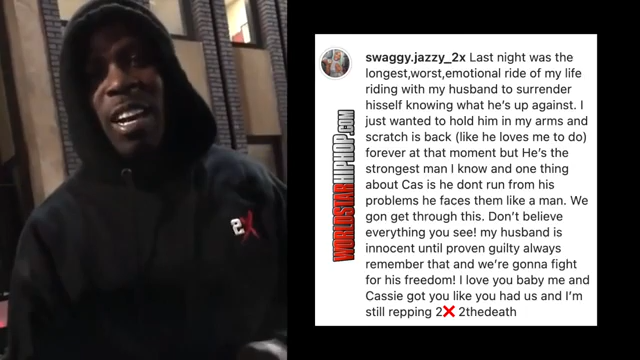 2X
WORLDSTARHIPHOP.COM
swaggy.jazzy_2x Last night was the
longest,worst,emotional ride of my life
riding with my husband to surrender
hisself knowing what he's up against. I
just wanted to hold him in my arms and
scratch is back (like he loves me to do)
forever at that moment but He's the
strongest man I know and one thing
about Cas is he dont run from his
problems he faces them like a man. We
gon get through this. Don't believe
everything you see! my husband is
innocent until proven guilty always
remember that and we're gonna fight
for his freedom! I love you baby me and
Cassie got you like you had us and I'm
still repping 2❌ 2thedeath